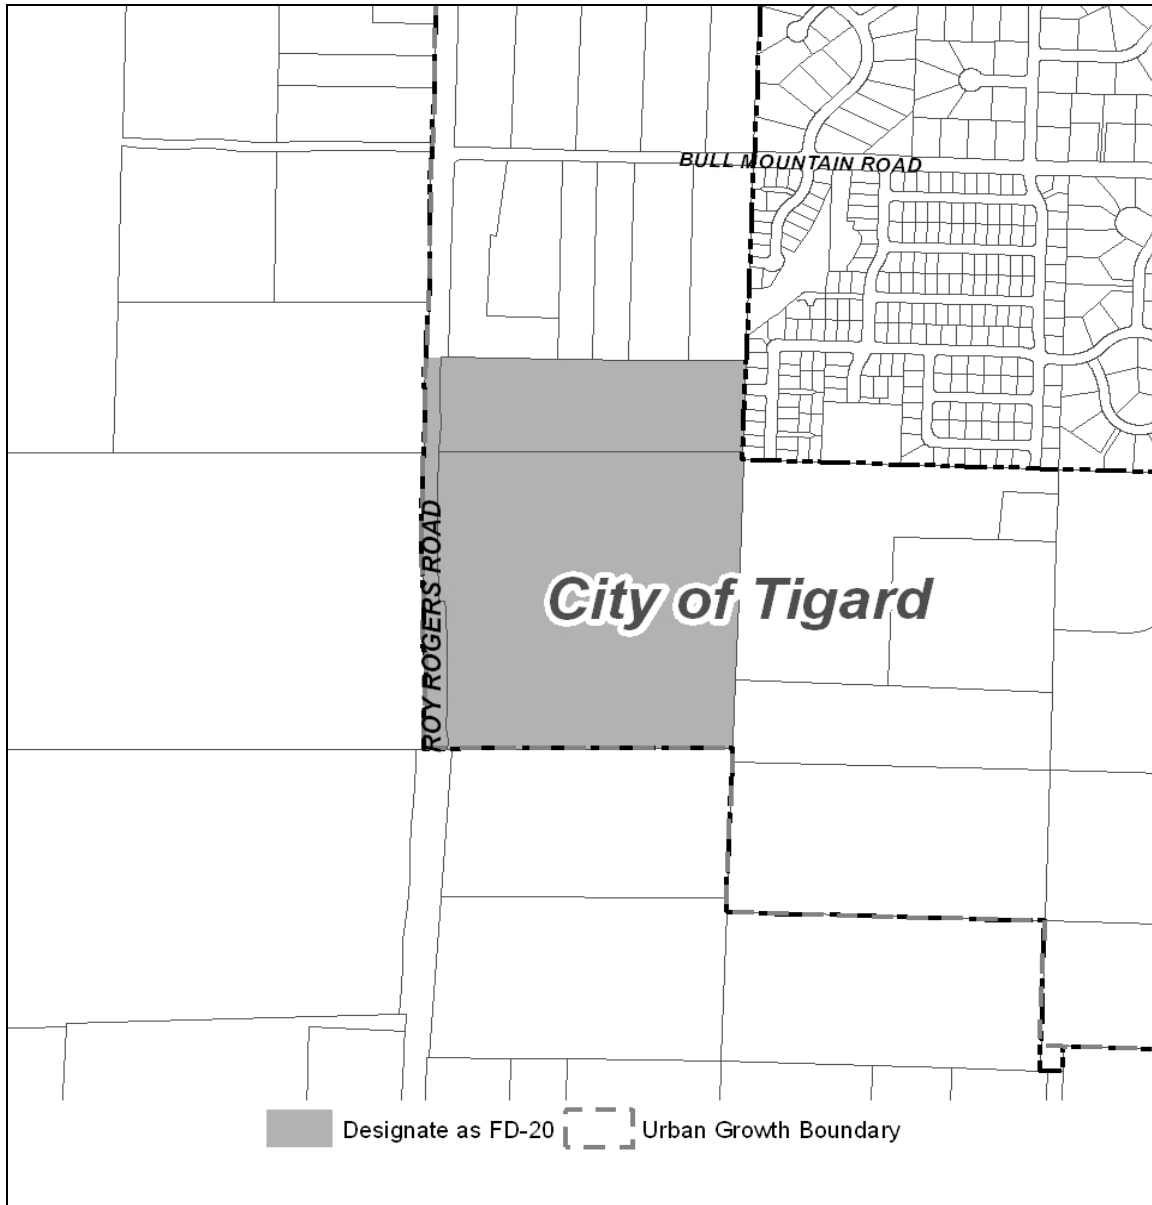 BULL MOUNTAIN ROAD
ROY ROGERS ROAD
City of Tigard
Designate as FD-20
Urban Growth Boundary